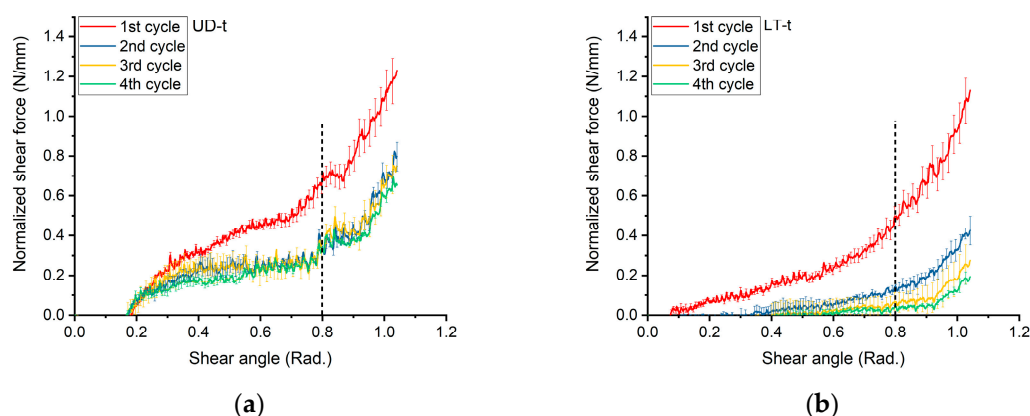 1st cycle UD-t
2nd cycle
3rd cycle
4th cycle
Normalized shear force (N/mm)
1.4
1.2
1.0
0.8
0.6
0.4
0.2
0.0
0.0 0.2 0.4 0.6 0.8 1.0 1.2
Shear angle (Rad.)
(a)
1st cycle LT-t
2nd cycle
3rd cycle
4th cycle
Normalized shear force (N/mm)
1.4
1.2
1.0
0.8
0.6
0.4
0.2
0.0
0.0 0.2 0.4 0.6 0.8 1.0 1.2
Shear angle (Rad.)
(b)